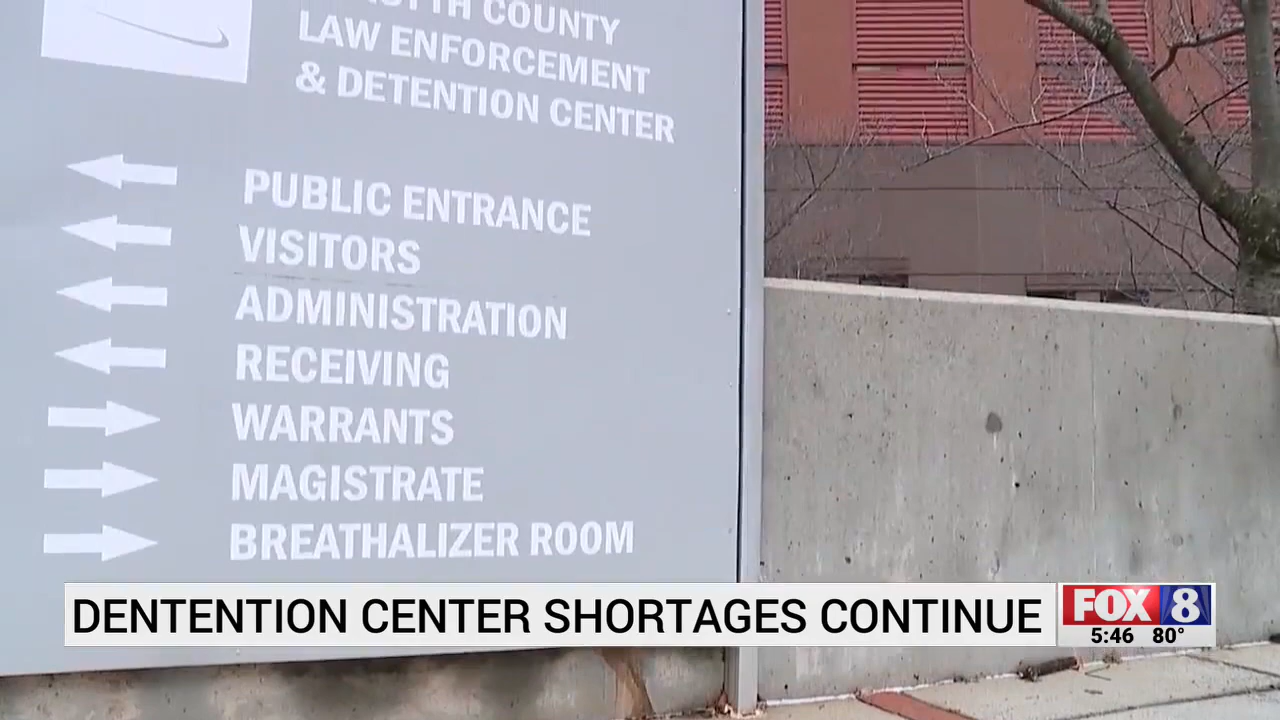 COUNTY
LAW ENFORCEMENT
& DETENTION CENTER
PUBLIC ENTRANCE
VISITORS
ADMINISTRATION
RECEIVING
WARRANTS
MAGISTRATE
BREATHALIZER ROOM
DENTENTION CENTER SHORTAGES CONTINUE
FOX 8
5:46 80°